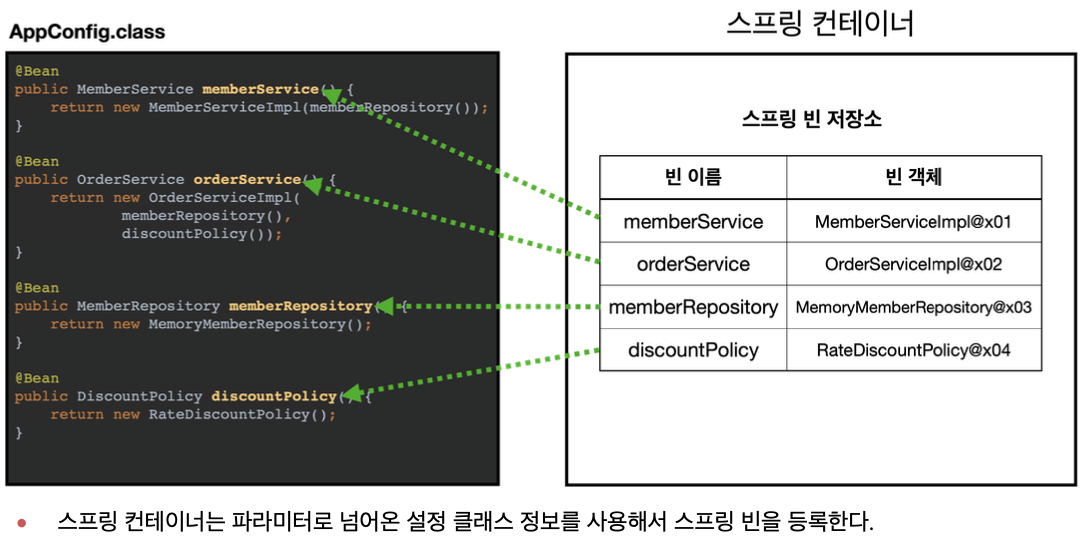 AppConfig.class
스프링 컨테이너
@Bean
public MemberService memberService() {
    return new MemberServiceImpl(memberRepository());
}
@Bean
public OrderService orderService() {
    return new OrderServiceImpl(
            memberRepository(),
            discountPolicy());
}
@Bean
public MemberRepository memberRepository() {
    return new MemoryMemberRepository();
}
@Bean
public DiscountPolicy discountPolicy() {
    return new RateDiscountPolicy();
}
스프링 빈 저장소
빈 이름 빈 객체
memberService MemberServiceImpl@x01
orderService OrderServiceImpl@x02
memberRepository MemoryMemberRepository@x03
discountPolicy RateDiscountPolicy@x04
• 스프링 컨테이너는 파라미터로 넘어온 설정 클래스 정보를 사용해서 스프링 빈을 등록한다.